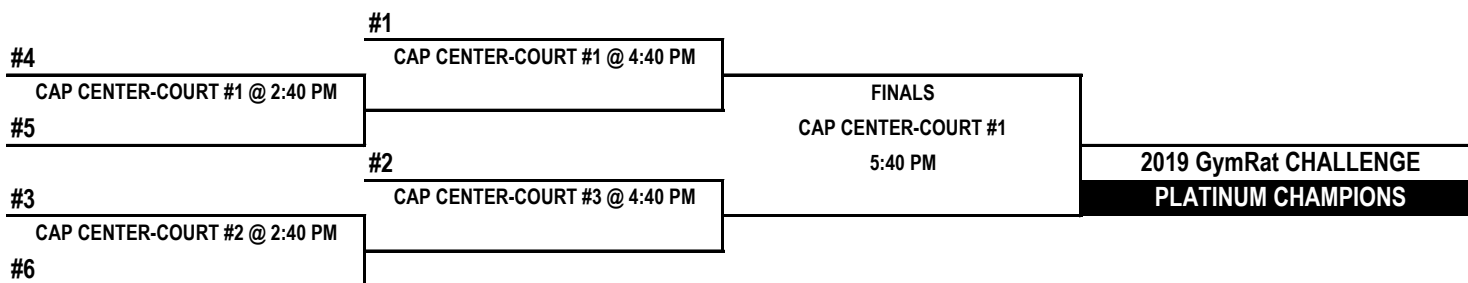 #1
#4
CAP CENTER-COURT #1 @ 4:40 PM
CAP CENTER-COURT #1 @ 2:40 PM
FINALS
#5
CAP CENTER-COURT #1
#2
5:40 PM
2019 GymRat CHALLENGE
#3
CAP CENTER-COURT #3 @ 4:40 PM
PLATINUM CHAMPIONS
CAP CENTER-COURT #2 @ 2:40 PM
#6